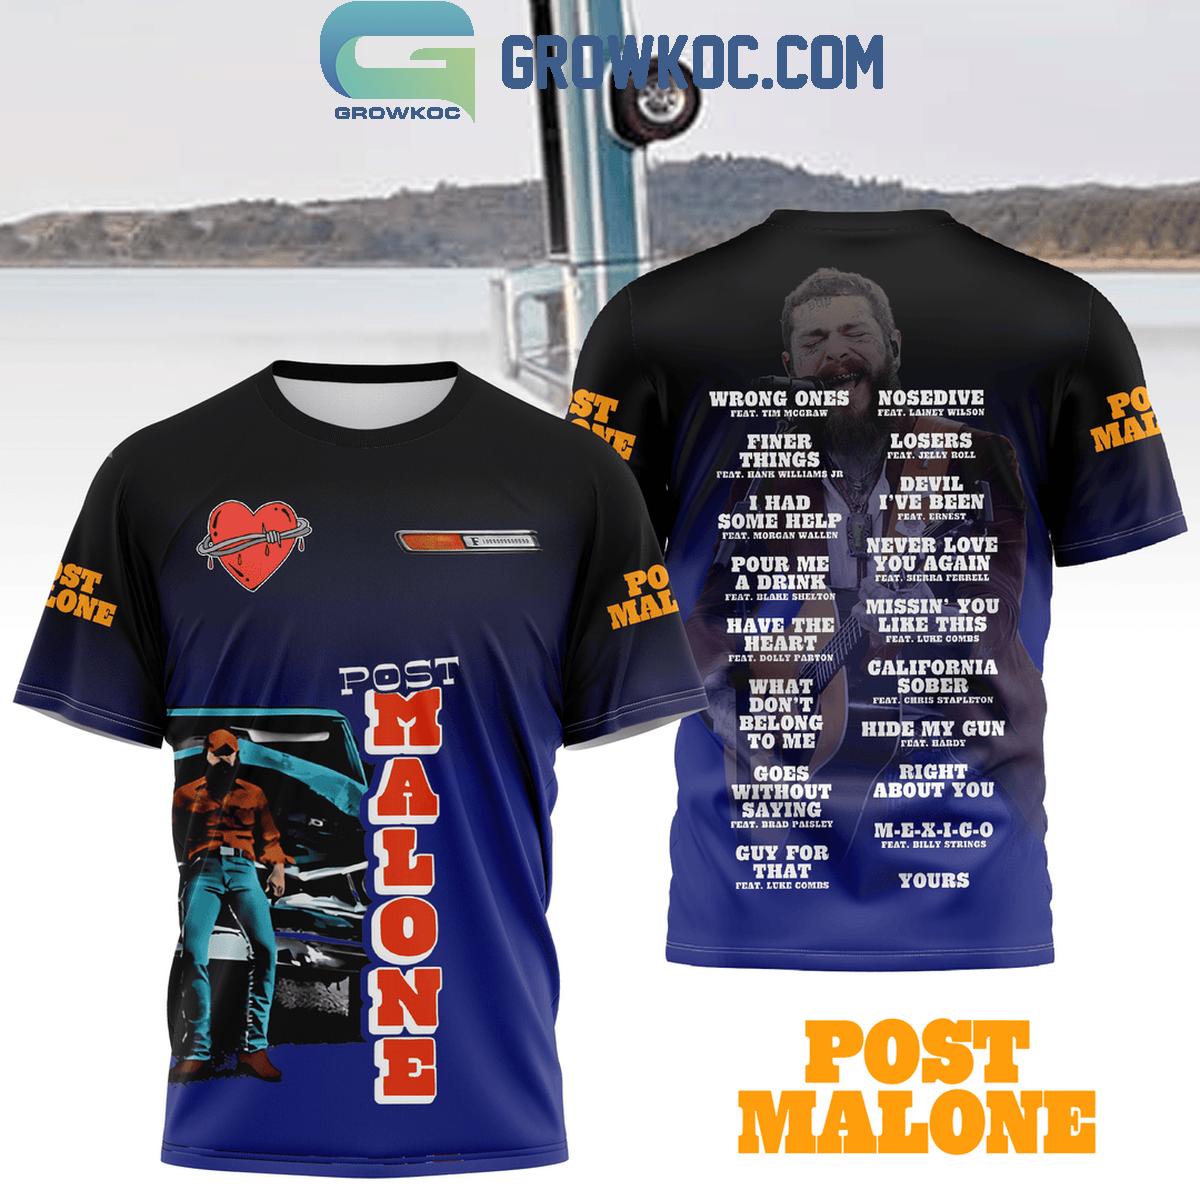 GROWKOC.COM
GROWKOC
POST
MALONE
F
POST
MALONE
WRONG ONES
FEAT. TIM MCGRAW
FINER
THINGS
FEAT. HANK WILLIAMS JR
I HAD
SOME HELP
FEAT. MORGAN WALLEN
POUR ME
A DRINK
FEAT. BLAKE SHELTON
HAVE THE
HEART
FEAT. DOLLY PARTON
WHAT
DON'T
BELONG
TO ME
GOES
WITHOUT
SAYING
FEAT. BRAD PAISLEY
GUY FOR
THAT
FEAT. LUKE COMBS
NOSEDIVE
FEAT. LAINEY WILSON
LOSERS
FEAT. JELLY ROLL
DEVIL
I'VE BEEN
FEAT. ERNEST
NEVER LOVE
YOU AGAIN
FEAT. SIERRA FERRELL
MISSIN' YOU
LIKE THIS
FEAT. LUKE COMBS
CALIFORNIA
SOBER
FEAT. CHRIS STAPLETON
HIDE MY GUN
FEAT. HARDY
RIGHT
ABOUT YOU
M-E-X-I-C-O
FEAT. BILLY STRINGS
YOURS
POST
MALONE